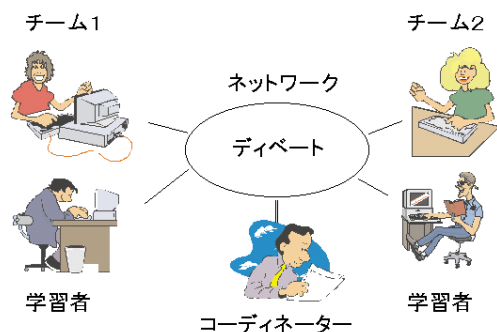 チーム1
チーム2
ネットワーク
ディベート
学習者
学習者
コーディネーター